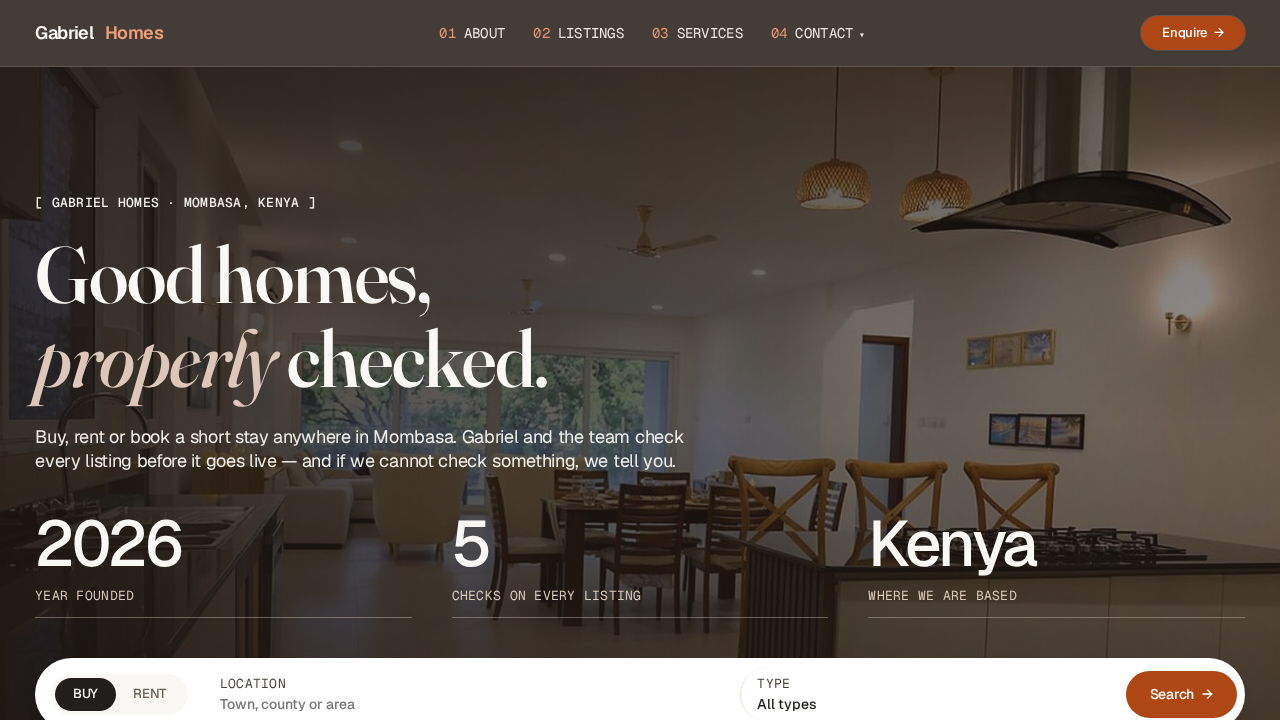 Gabriel Homes
01 ABOUT
02 LISTINGS
03 SERVICES
04 CONTACT ▾
Enquire →
[ GABRIEL HOMES · MOMBASA, KENYA ]
Good homes,
properly checked.
Buy, rent or book a short stay anywhere in Mombasa. Gabriel and the team check
every listing before it goes live — and if we cannot check something, we tell you.
2026
YEAR FOUNDED
5
CHECKS ON EVERY LISTING
Kenya
WHERE WE ARE BASED
BUY
RENT
LOCATION
Town, county or area
TYPE
All types
Search →